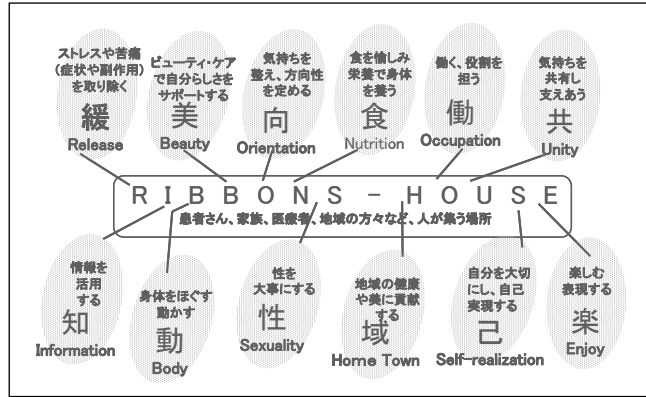 ストレスや苦痛
(症状や副作用)
を取り除く
緩
Release
ビューティ・ケア
で自分らしさを
サポートする
美
Beauty
気持ちを
整え、方向性
を定める
向
Orientation
食を愉しみ
栄養で身体
を養う
食
Nutrition
働く、役割を
担う
働
Occupation
気持ちを
共有し
支えあう
共
Unity
RIBBONS-HOUSE
患者さん、家族、医療者、地域の方々など、人が集う場所
情報を
活用
する
知
Information
身体をほぐす
動かす
動
Body
性を
大事にする
性
Sexuality
地域の健康
や美に貢献
する
域
Home Town
自分を大切
にし、自己
実現する
己
Self-realization
楽しむ
表現する
楽
Enjoy